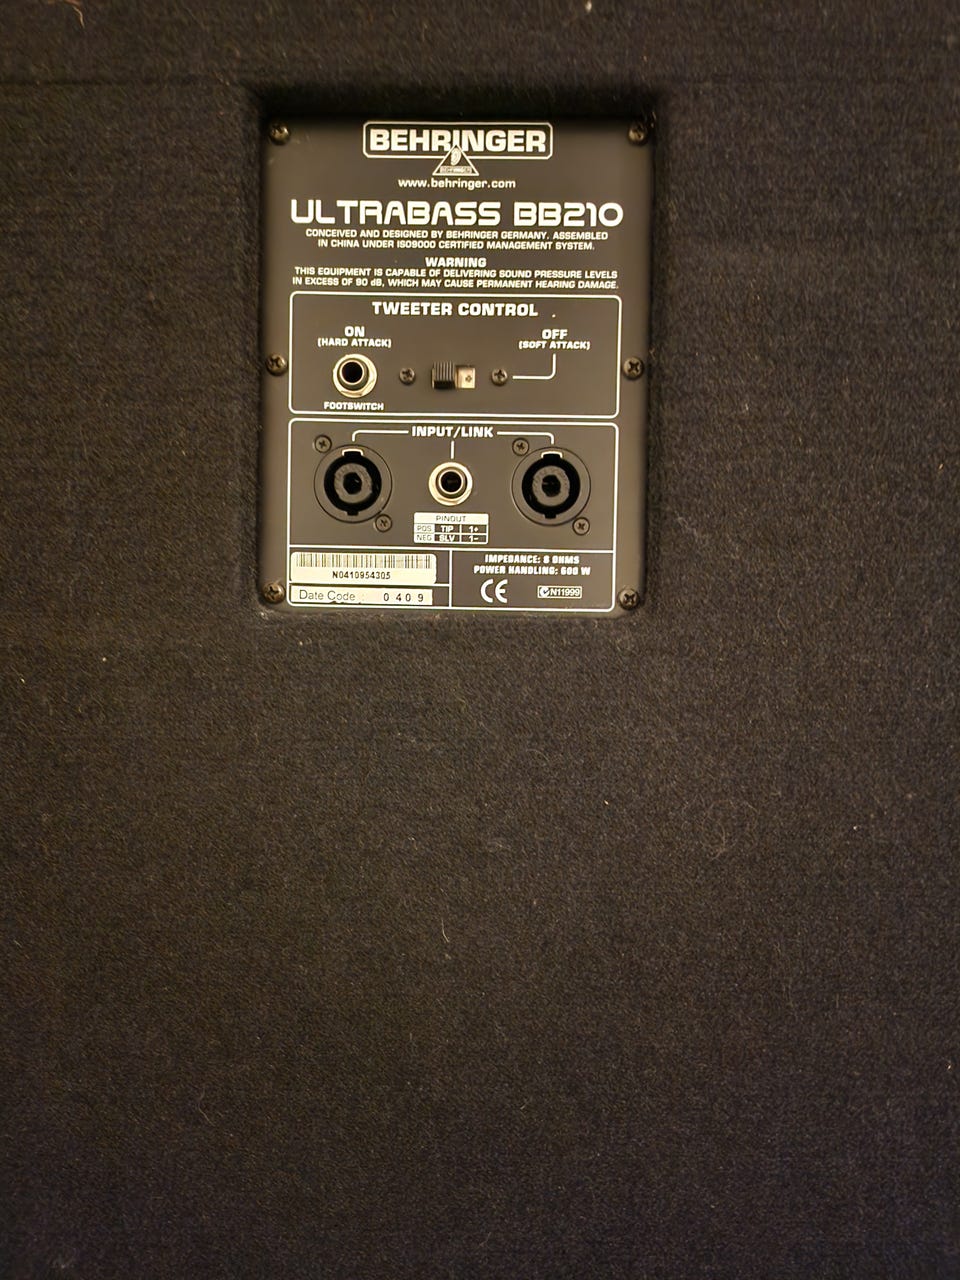 BEHRINGER
BEHRINGER
www.behringer.com
ULTRABASS BB210
CONCEIVED AND DESIGNED BY BEHRINGER GERMANY. ASSEMBLED
IN CHINA UNDER ISO9000 CERTIFIED MANAGEMENT SYSTEM.
WARNING
THIS EQUIPMENT IS CAPABLE OF DELIVERING SOUND PRESSURE LEVELS
IN EXCESS OF 90 dB, WHICH MAY CAUSE PERMANENT HEARING DAMAGE.
TWEETER CONTROL
ON
(HARD ATTACK)
OFF
(SOFT ATTACK)
FOOTSWITCH
INPUT/LINK
PINOUT
POS TIP 1+
NEG SLV 1-
N0410954305
Date Code : 0409
IMPEDANCE: 8 OHMS
POWER HANDLING: 600 W
CE
N11999